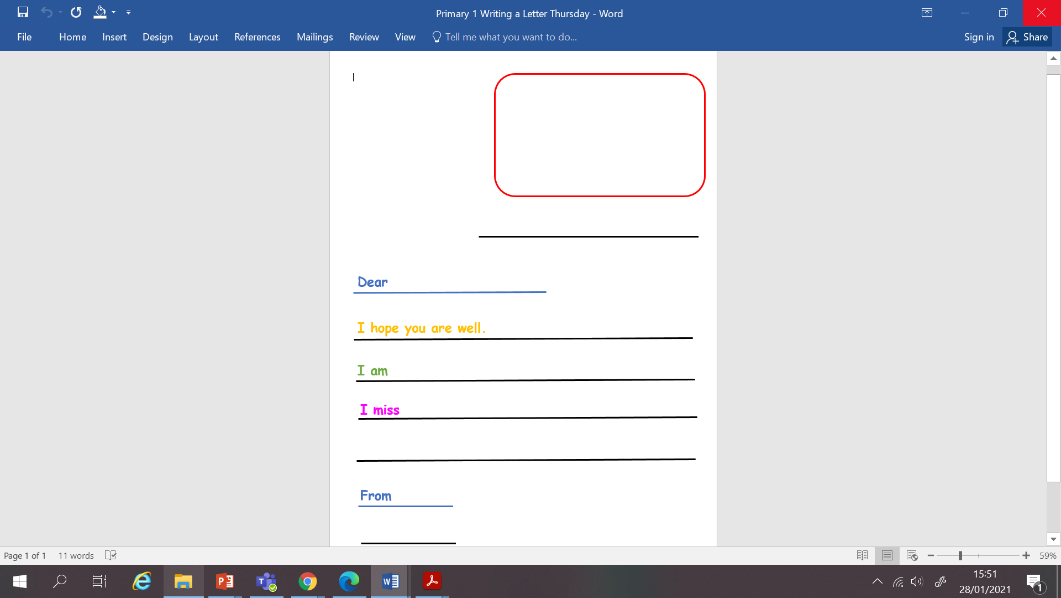 Primary 1 Writing a Letter Thursday - Word
File Home Insert Design Layout References Mailings Review View Tell me what you want to do... Sign in Share
Dear
I hope you are well.
I am
I miss
From
Page 1 of 1 11 words 59%
15:51
28/01/2021
1